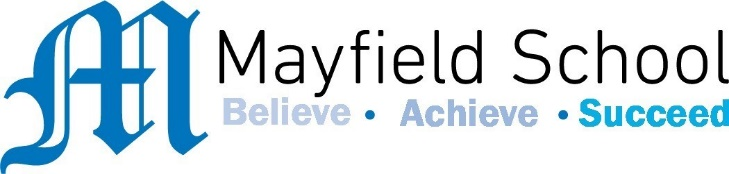 M Mayfield School
Believe • Achieve • Succeed